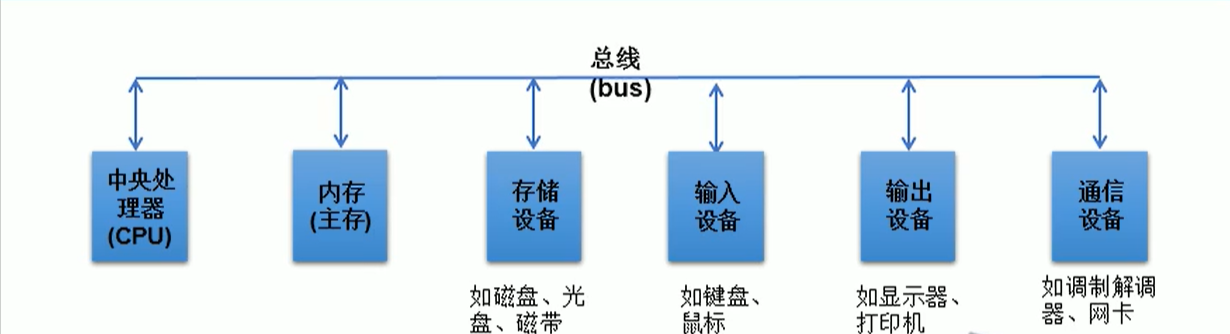 总线
(bus)
中央处
理器
(CPU)
内存
(主存)
存储
设备
输入
设备
输出
设备
通信
设备
如磁盘、光
盘、磁带
如键盘、
鼠标
如显示器、
打印机
如调制解调
器、网卡